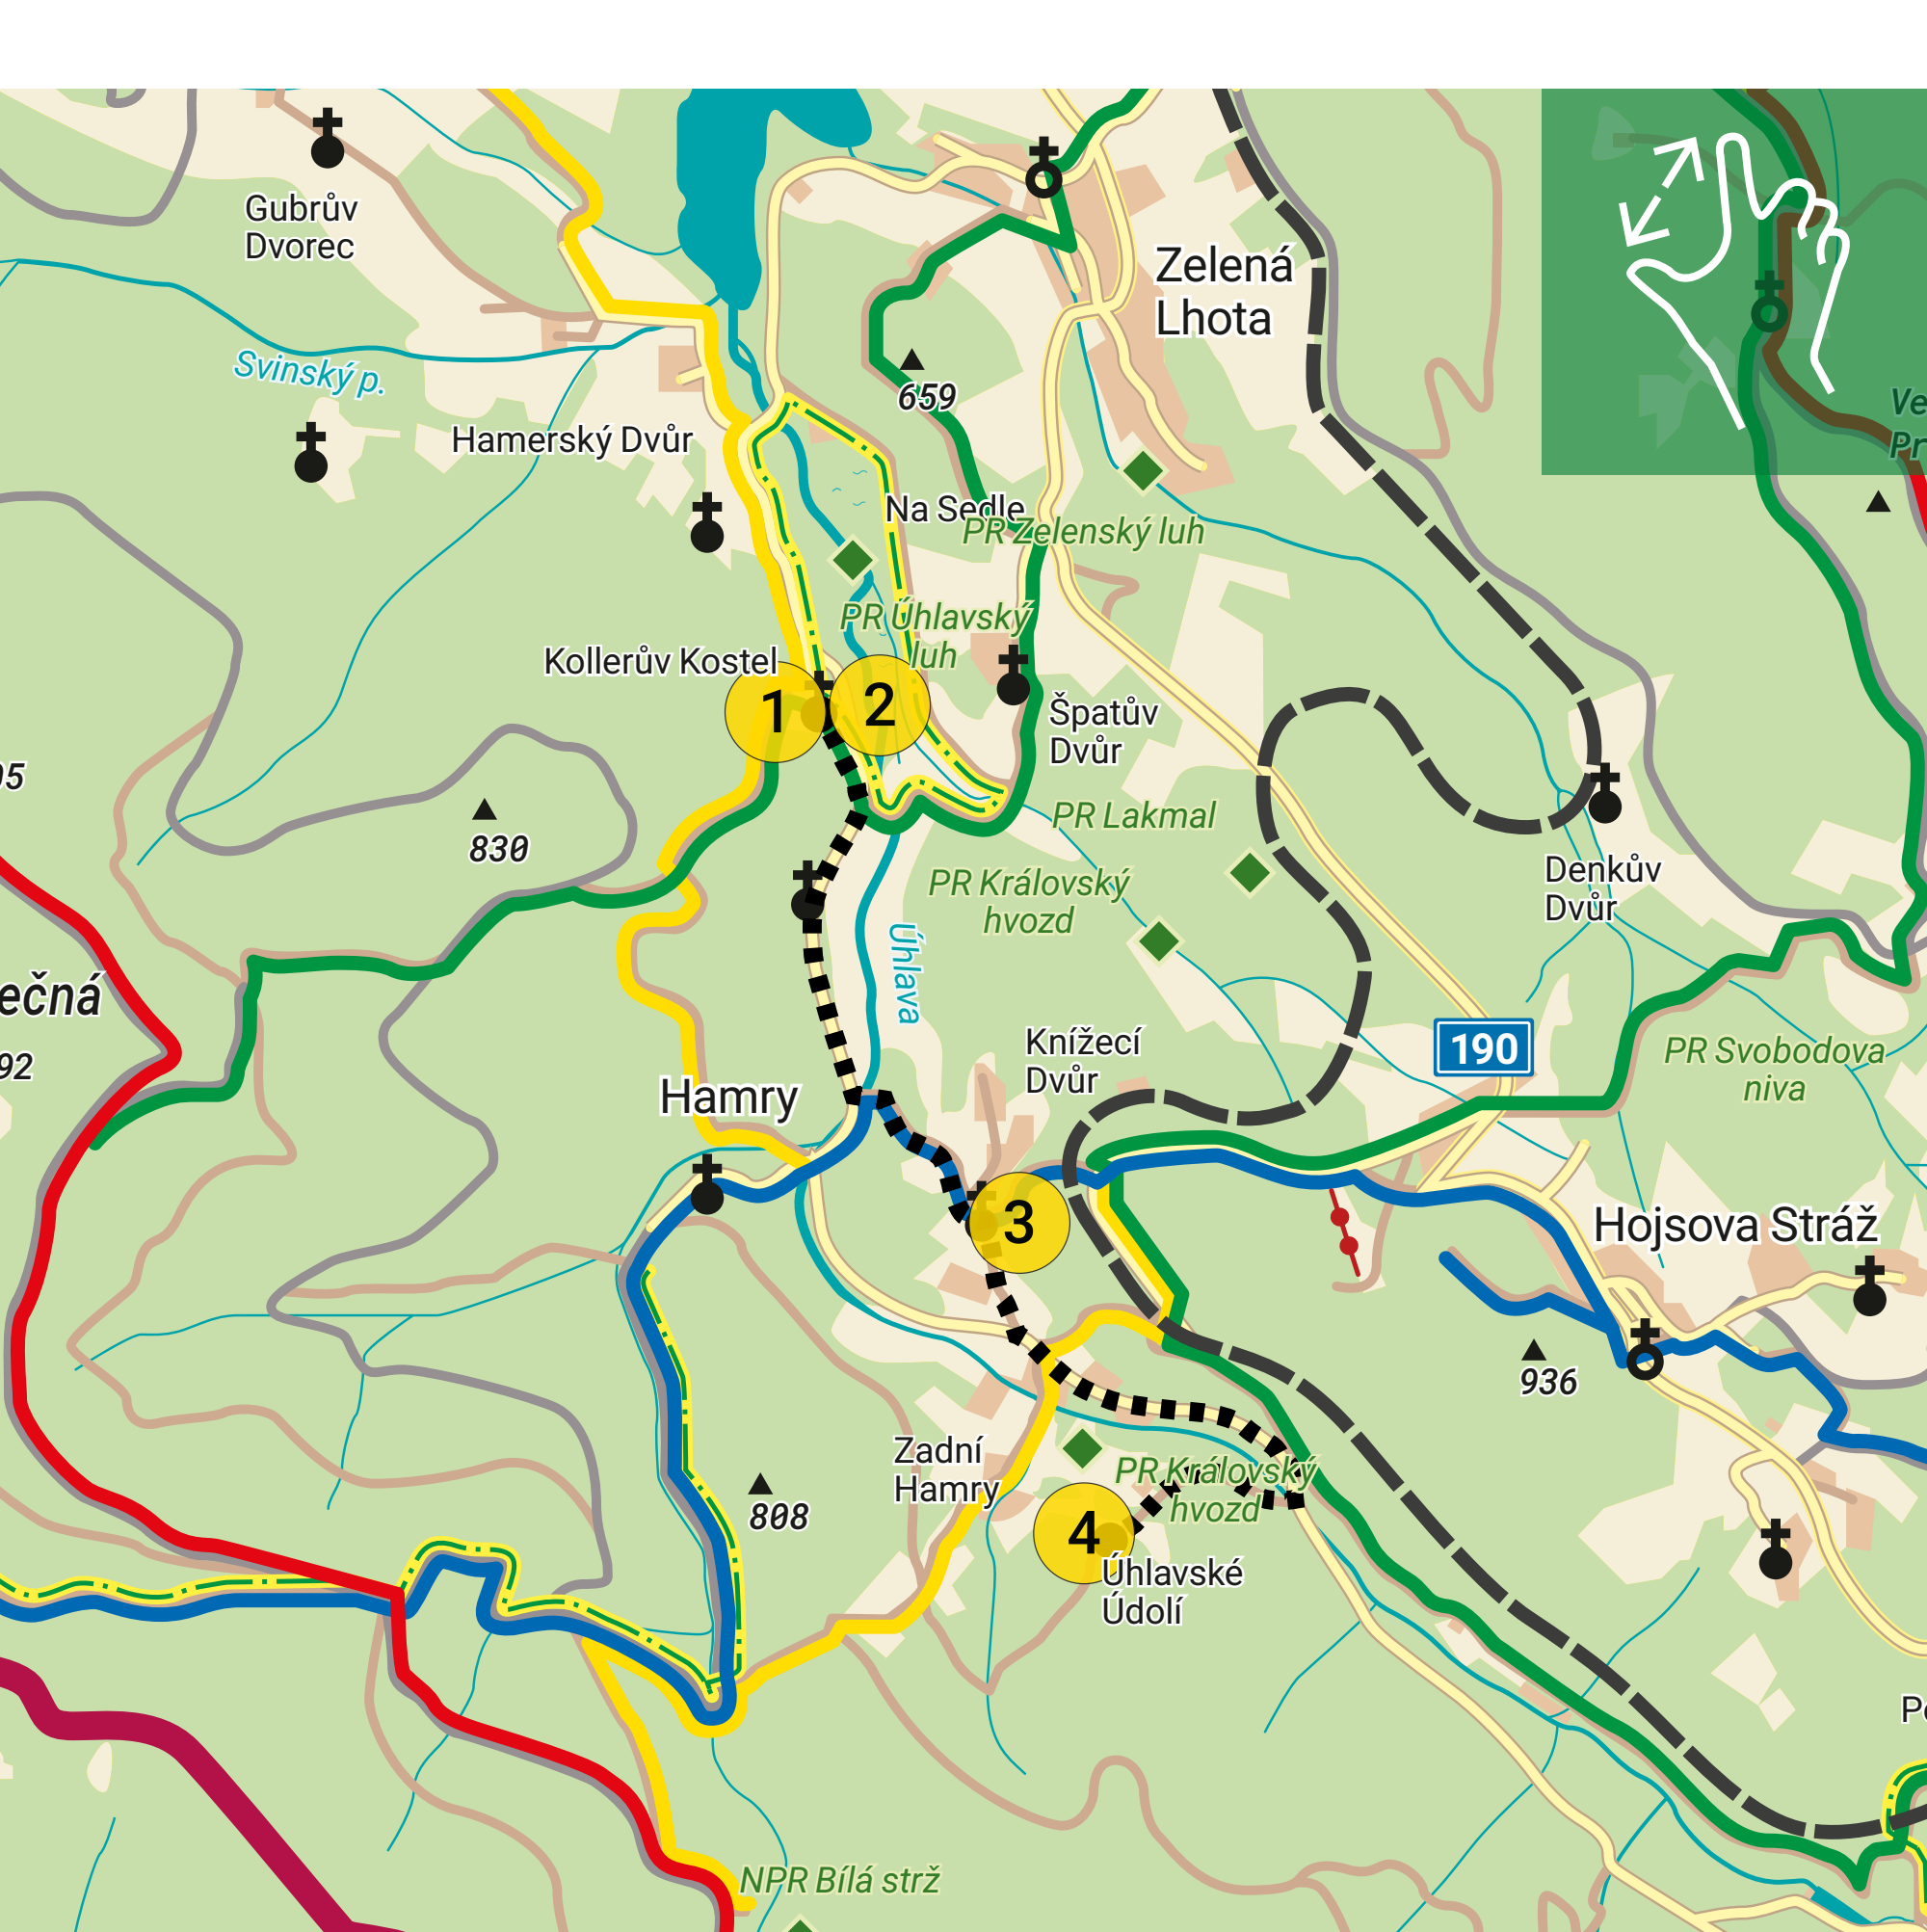 Gubrův
Dvorec
Zelená
Lhota
Svinský p.
659
Hamerský Dvůr
Na Sedle
PR Zelenský luh
PR Úhlavský
luh
Kollerův Kostel
1
2
Špatův
Dvůr
830
PR Lakmal
PR Královský
hvozd
Denkův
Dvůr
Úhlava
ečná
92
Knížecí
Dvůr
190
PR Svobodova
niva
Hamry
3
Hojsova Stráž
936
Zadní
Hamry
PR Královský
hvozd
808
4
Úhlavské
Údolí
NPR Bílá strž